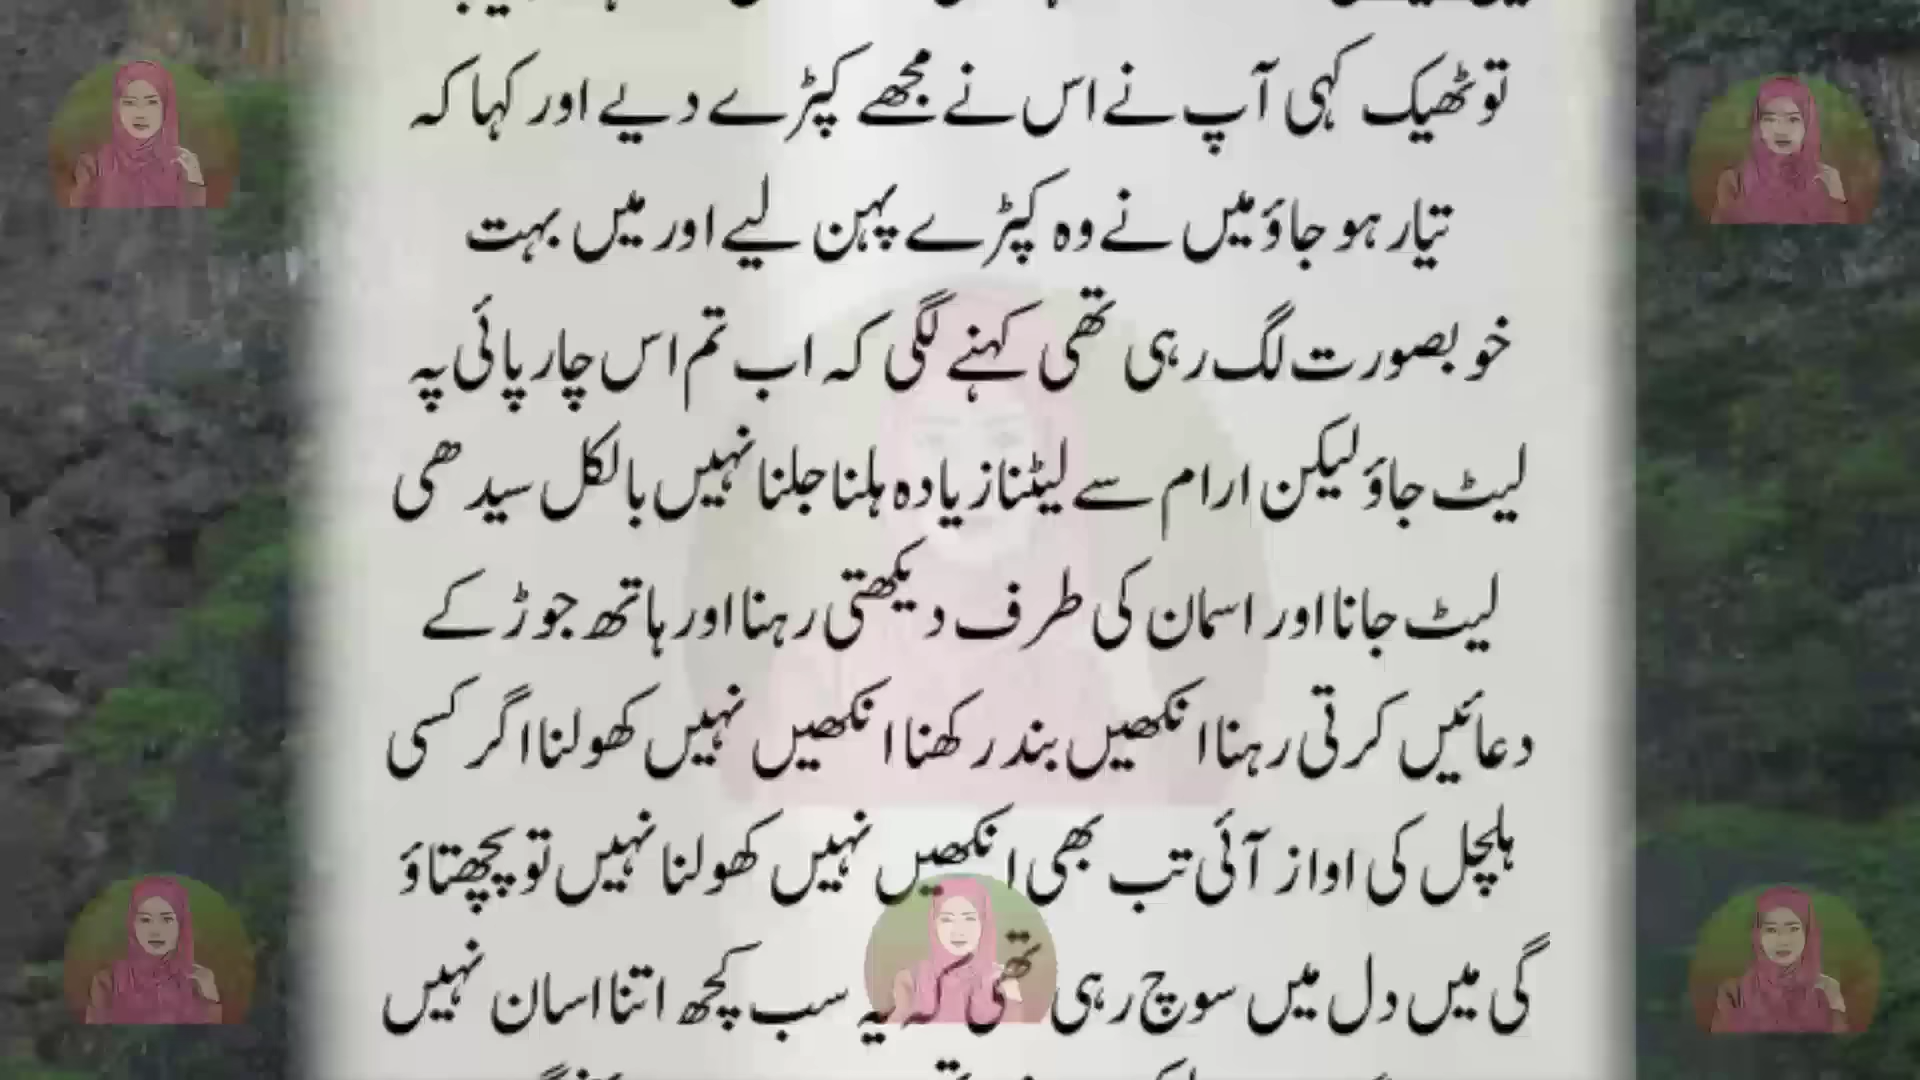 تو ٹھیک کہی آپ نے اس نے مجھے کپڑے دیے اور کہا کہ
تیار ہو جاؤ میں نے وہ کپڑے پہن لیے اور میں بہت
خوبصورت لگ رہی تھی کہنے لگی کہ اب تم اس چارپائی پہ
لیٹ جاؤ لیکن ارام سے لیٹنا زیادہ ہلنا جلنا نہیں بالکل سیدھی
لیٹ جانا اور اسمان کی طرف دیکھتی رہنا اور ہاتھ جوڑ کے
دعائیں کرتی رہنا انکھیں بند رکھنا انکھیں نہیں کھولنا اگر کسی
ہلچل کی اواز آئی تب بھی انکھیں نہیں کھولنا نہیں تو پچھتاؤ
گی میں دل میں سوچ رہی تھی کہ یہ سب کچھ اتنا اسان نہیں